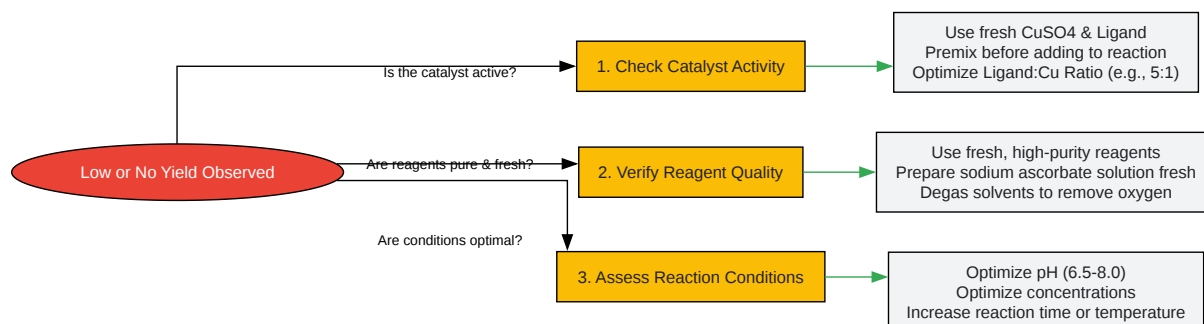 Low or No Yield Observed
Is the catalyst active?
1. Check Catalyst Activity
Use fresh CuSO4 & Ligand
Premix before adding to reaction
Optimize Ligand:Cu Ratio (e.g., 5:1)
Are reagents pure & fresh?
2. Verify Reagent Quality
Use fresh, high-purity reagents
Prepare sodium ascorbate solution fresh
Degas solvents to remove oxygen
Are conditions optimal?
3. Assess Reaction Conditions
Optimize pH (6.5-8.0)
Optimize concentrations
Increase reaction time or temperature